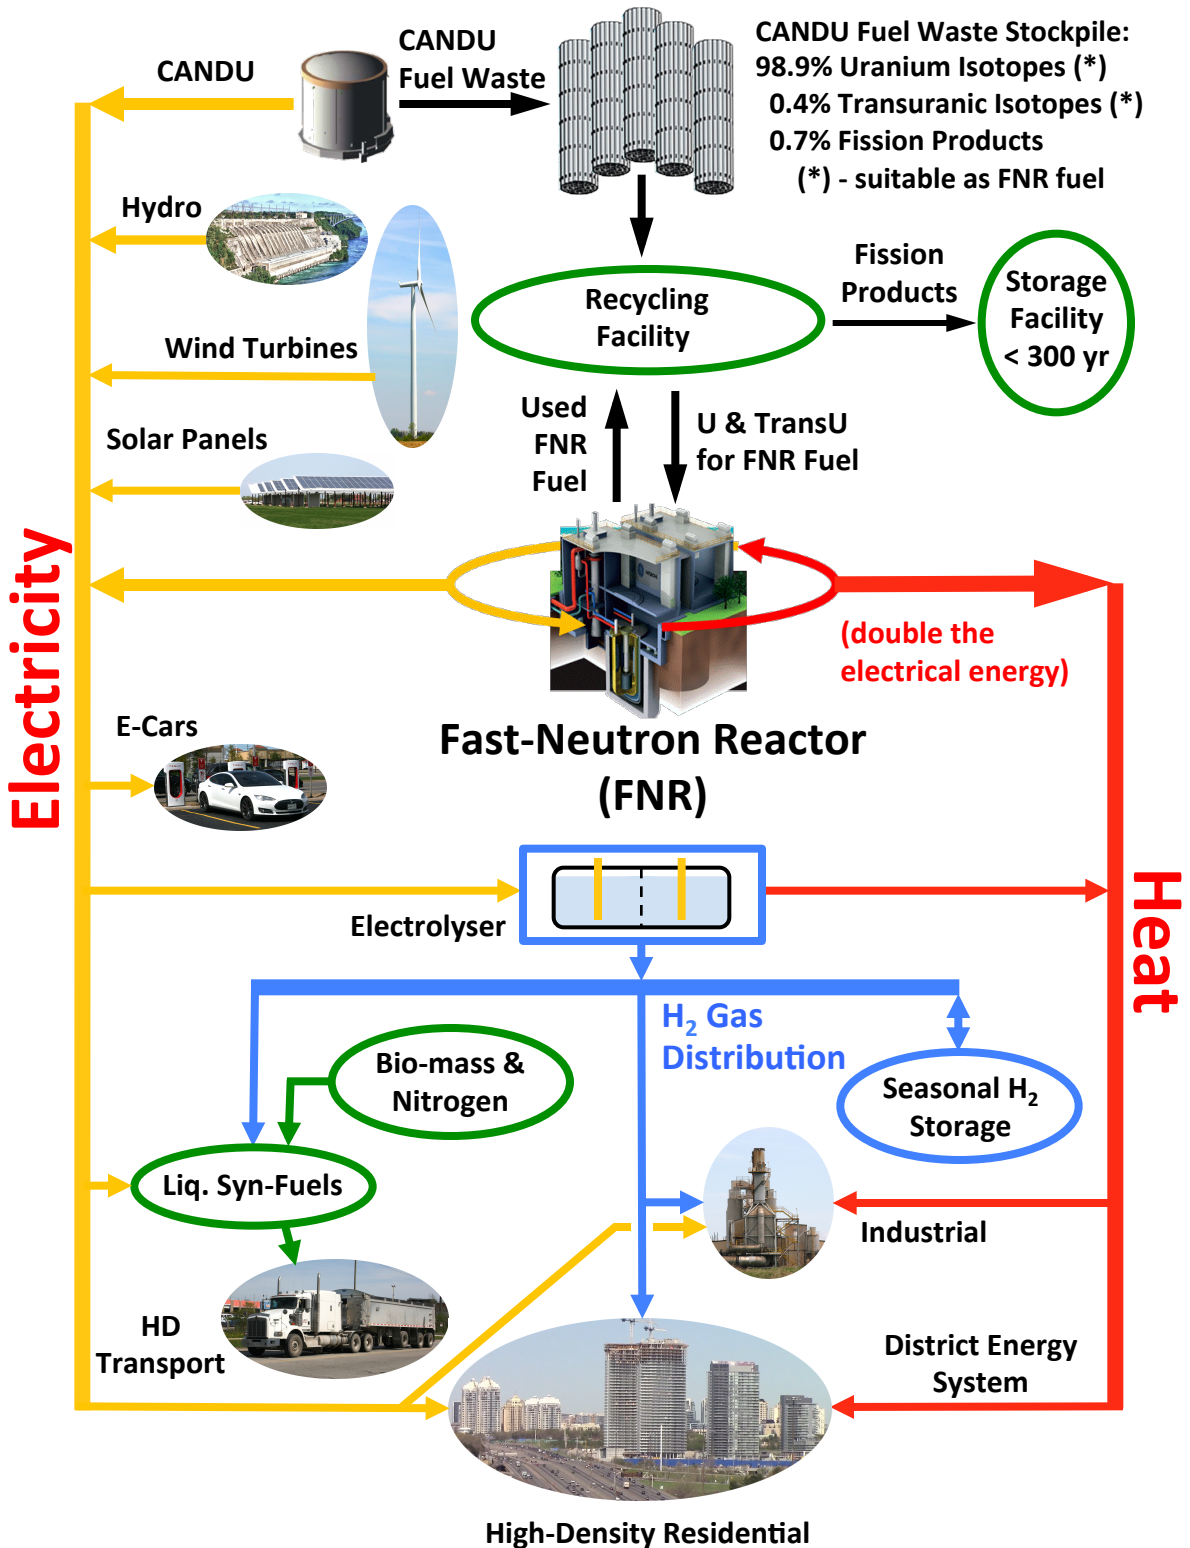 CANDU
CANDU
Fuel Waste
CANDU Fuel Waste Stockpile:
98.9% Uranium Isotopes (*)
0.4% Transuranic Isotopes (*)
0.7% Fission Products
(*) - suitable as FNR fuel
Hydro
Wind Turbines
Solar Panels
Recycling
Facility
Fission
Products
Storage
Facility
< 300 yr
Used
FNR
Fuel
U & TransU
for FNR Fuel
Electricity
(double the
electrical energy)
Fast-Neutron Reactor
(FNR)
E-Cars
Electrolyser
Heat
H₂ Gas
Distribution
Bio-mass &
Nitrogen
Seasonal H₂
Storage
Liq. Syn-Fuels
Industrial
HD
Transport
District Energy
System
High-Density Residential